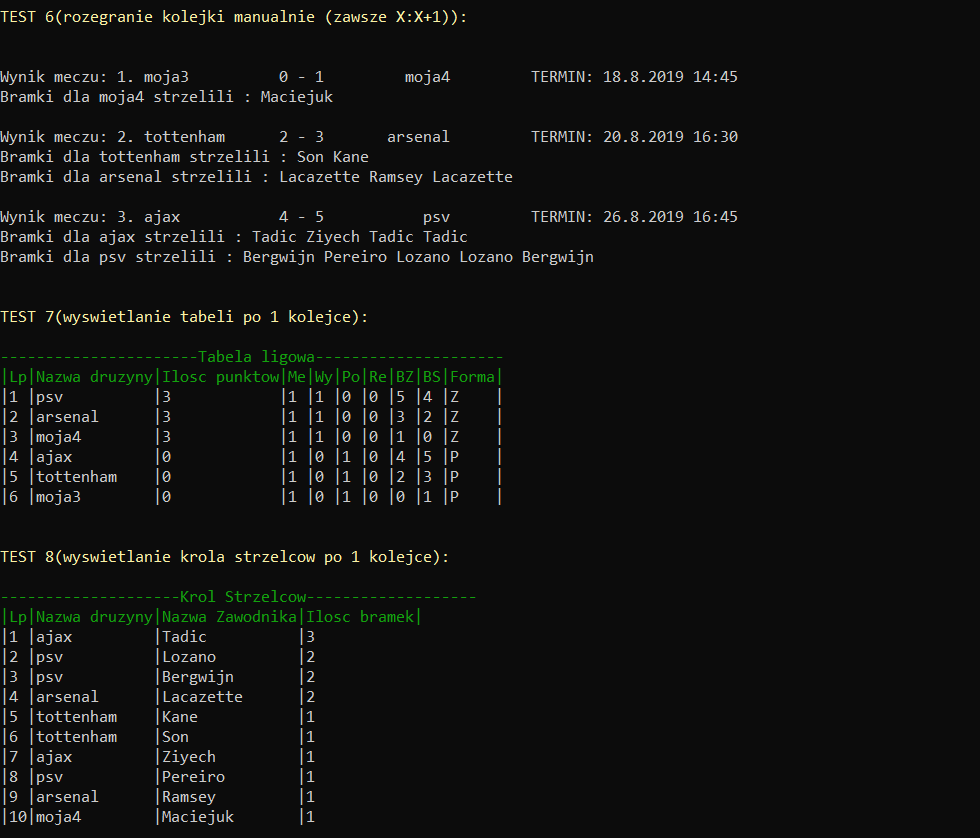 TEST 6(rozegranie kolejki manualnie (zawsze X:X+1)):
Wynik meczu: 1. moja3 0 - 1 moja4 TERMIN: 18.8.2019 14:45
Bramki dla moja4 strzelili : Maciejuk
Wynik meczu: 2. tottenham 2 - 3 arsenal TERMIN: 20.8.2019 16:30
Bramki dla tottenham strzelili : Son Kane
Bramki dla arsenal strzelili : Lacazette Ramsey Lacazette
Wynik meczu: 3. ajax 4 - 5 psv TERMIN: 26.8.2019 16:45
Bramki dla ajax strzelili : Tadic Ziyech Tadic Tadic
Bramki dla psv strzelili : Bergwijn Pereiro Lozano Lozano Bergwijn
TEST 7(wyswietlanie tabeli po 1 kolejce):
----------------------Tabela ligowa---------------------
|Lp|Nazwa druzyny|Ilosc punktow|Me|Wy|Po|Re|BZ|BS|Forma|
|1 |psv          |3            |1 |1 |0 |0 |5 |4 |Z    |
|2 |arsenal      |3            |1 |1 |0 |0 |3 |2 |Z    |
|3 |moja4        |3            |1 |1 |0 |0 |1 |0 |Z    |
|4 |ajax         |0            |1 |0 |1 |0 |4 |5 |P    |
|5 |tottenham    |0            |1 |0 |1 |0 |2 |3 |P    |
|6 |moja3        |0            |1 |0 |1 |0 |0 |1 |P    |
TEST 8(wyswietlanie krola strzelcow po 1 kolejce):
--------------------Krol Strzelcow-------------------
|Lp|Nazwa druzyny|Nazwa Zawodnika|Ilosc bramek|
|1 |ajax         |Tadic          |3
|2 |psv          |Lozano         |2
|3 |psv          |Bergwijn       |2
|4 |arsenal      |Lacazette      |2
|5 |tottenham    |Kane           |1
|6 |tottenham    |Son            |1
|7 |ajax         |Ziyech         |1
|8 |psv          |Pereiro        |1
|9 |arsenal      |Ramsey         |1
|10|moja4        |Maciejuk       |1